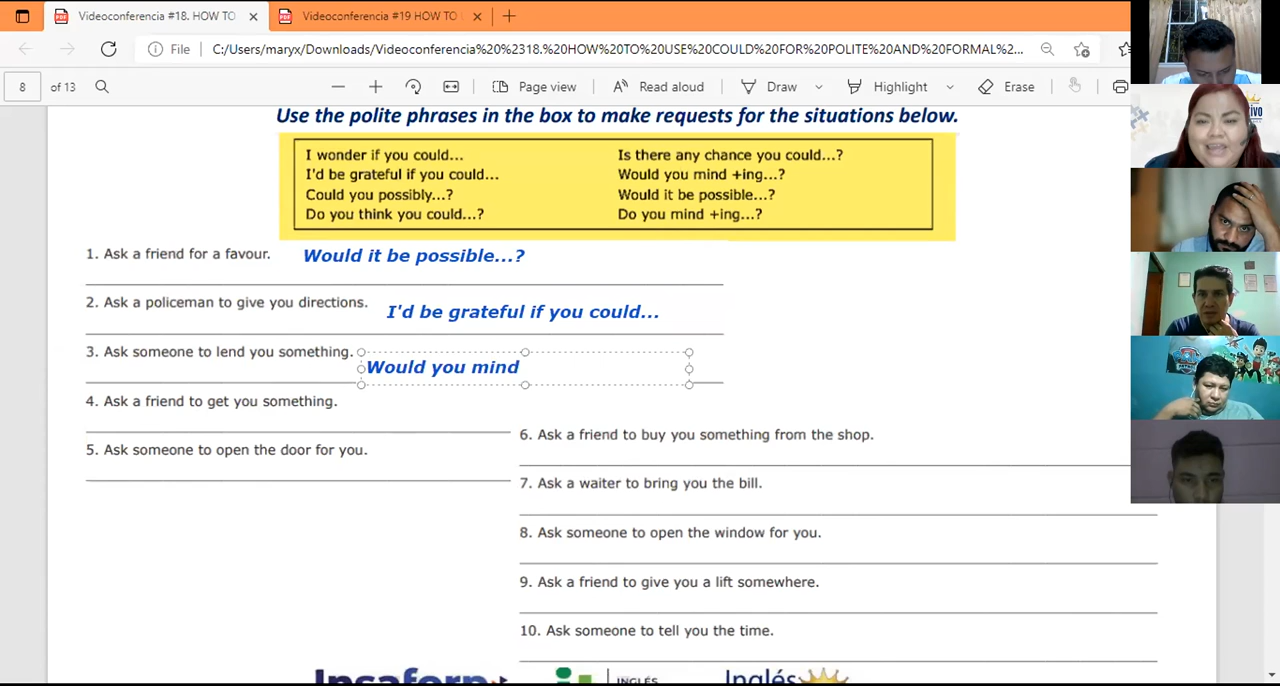 Videoconferencia #18. HOW TO
Videoconferencia #19 HOW TO
File
C:/Users/maryx/Downloads/Videoconferencia%20%2318.%20HOW%20TO%20USE%20COULD%20FOR%20POLITE%20AND%20FORMAL%...
8
of 13
Page view
Read aloud
Draw
Highlight
Erase
Use the polite phrases in the box to make requests for the situations below.
I wonder if you could...
I'd be grateful if you could...
Could you possibly...?
Do you think you could...?
Is there any chance you could...?
Would you mind +ing...?
Would it be possible...?
Do you mind +ing...?
1. Ask a friend for a favour.
Would it be possible...?
2. Ask a policeman to give you directions.
I'd be grateful if you could...
3. Ask someone to lend you something.
Would you mind
4. Ask a friend to get you something.
5. Ask someone to open the door for you.
6. Ask a friend to buy you something from the shop.
7. Ask a waiter to bring you the bill.
8. Ask someone to open the window for you.
9. Ask a friend to give you a lift somewhere.
10. Ask someone to tell you the time.
Insaforp
INGLÉS
Inglés